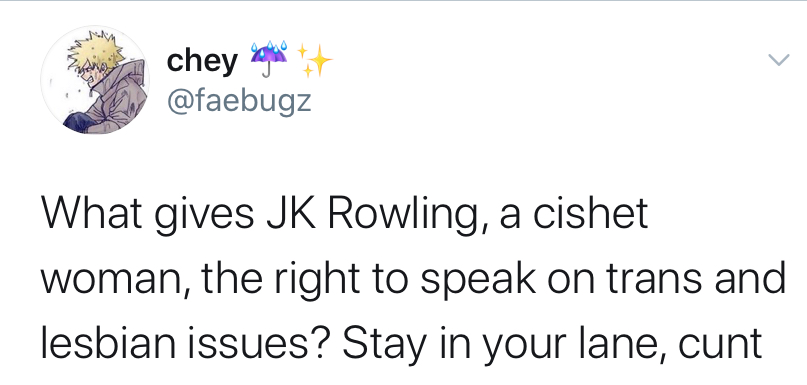 chey ☔✨
@faebugz
What gives JK Rowling, a cishet
woman, the right to speak on trans and
lesbian issues? Stay in your lane, cunt